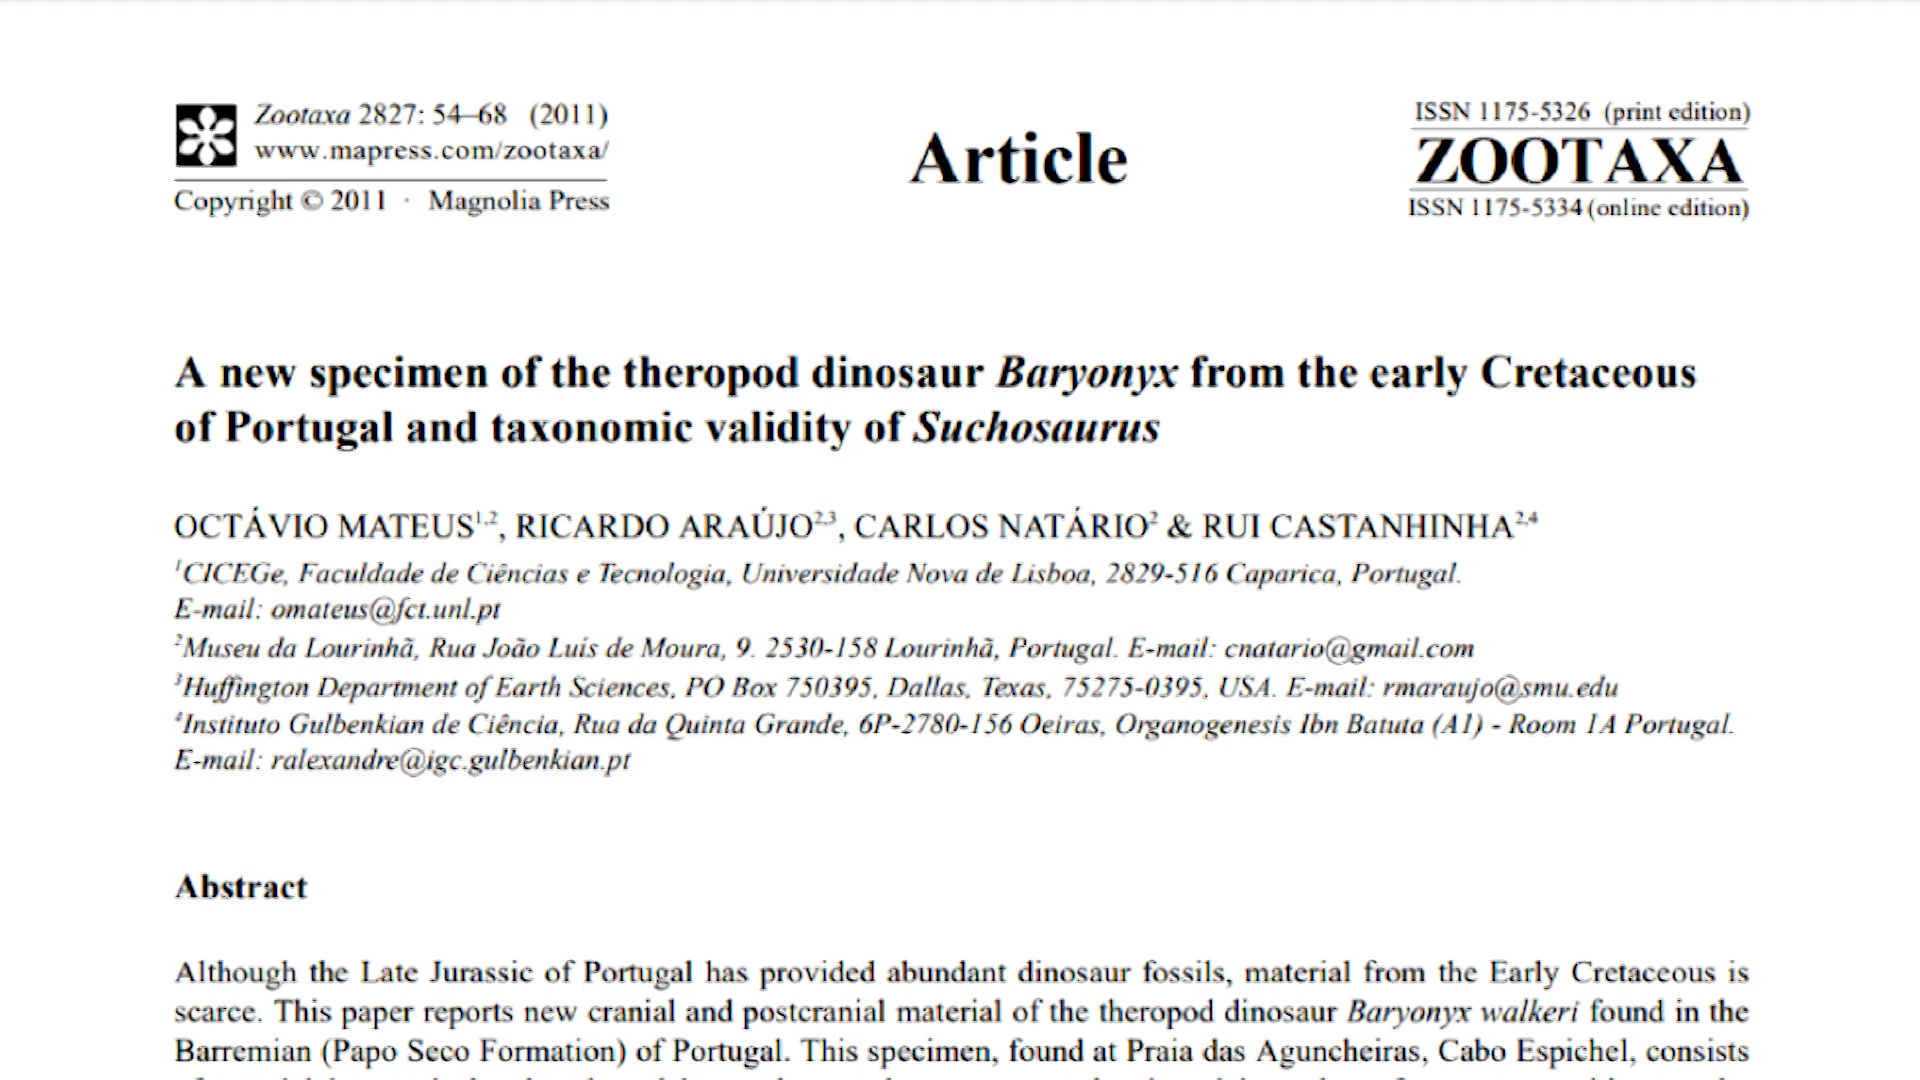 Zootaxa 2827: 54–68 (2011)
www.mapress.com/zootaxa/
Copyright © 2011 · Magnolia Press
Article
ISSN 1175-5326 (print edition)
ZOOTAXA
ISSN 1175-5334 (online edition)
A new specimen of the theropod dinosaur Baryonyx from the early Cretaceous
of Portugal and taxonomic validity of Suchosaurus
OCTÁVIO MATEUS1,2, RICARDO ARAÚJO2,3, CARLOS NATÁRIO2 & RUI CASTANHINHA2,4
1CICEGe, Faculdade de Ciências e Tecnologia, Universidade Nova de Lisboa, 2829-516 Caparica, Portugal.
E-mail: omateus@fct.unl.pt
2Museu da Lourinhã, Rua João Luis de Moura, 9. 2530-158 Lourinhã, Portugal. E-mail: cnatario@gmail.com
3Huffington Department of Earth Sciences, PO Box 750395, Dallas, Texas, 75275-0395, USA. E-mail: rmaraujo@smu.edu
4Instituto Gulbenkian de Ciência, Rua da Quinta Grande, 6P-2780-156 Oeiras, Organogenesis Ibn Batuta (A1) - Room 1A Portugal.
E-mail: ralexandre@igc.gulbenkian.pt
Abstract
Although the Late Jurassic of Portugal has provided abundant dinosaur fossils, material from the Early Cretaceous is
scarce. This paper reports new cranial and postcranial material of the theropod dinosaur Baryonyx walkeri found in the
Barremian (Papo Seco Formation) of Portugal. This specimen, found at Praia das Aguncheiras, Cabo Espichel, consists